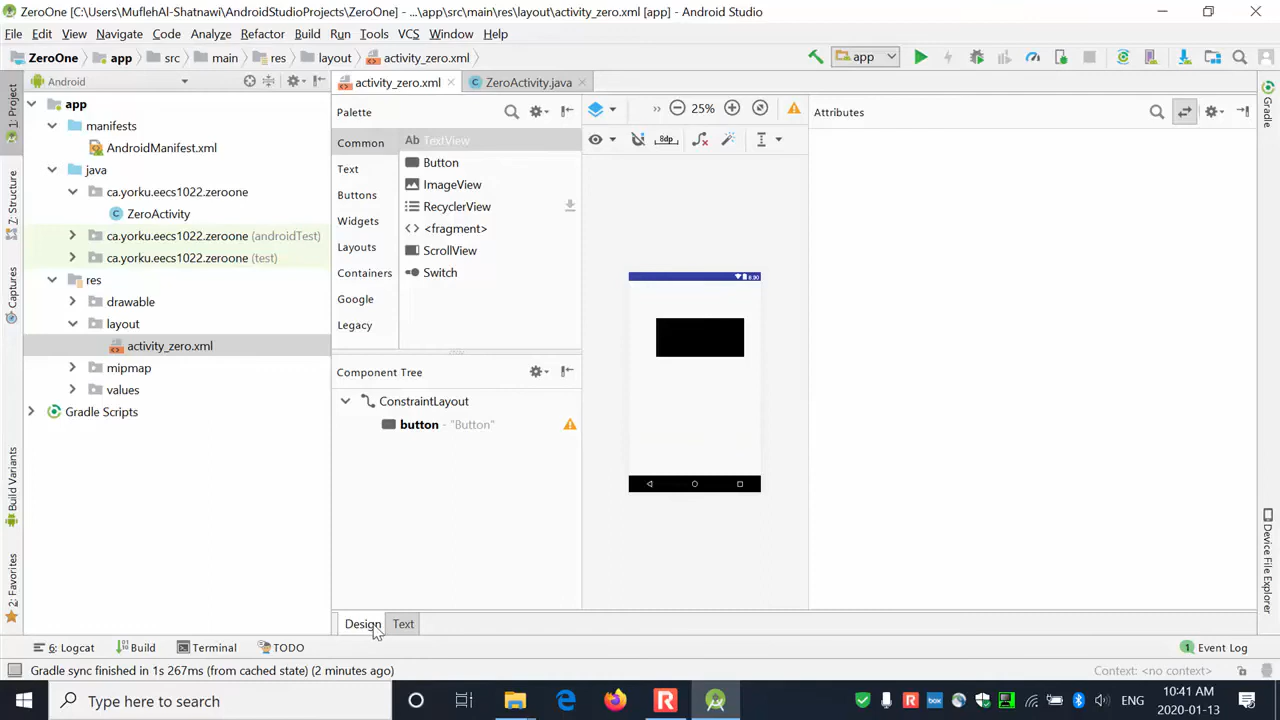 ZeroOne [C:\Users\MuflehAl-Shatnawi\AndroidStudioProjects\ZeroOne] - ...\app\src\main\res\layout\activity_zero.xml [app] - Android Studio
File Edit View Navigate Code Analyze Refactor Build Run Tools VCS Window Help
ZeroOne app src main res layout activity_zero.xml app
Android activity_zero.xml ZeroActivity.java
1: Project
7: Structure
Captures
Build Variants
2: Favorites
app
manifests
AndroidManifest.xml
java
ca.yorku.eecs1022.zeroone
ZeroActivity
ca.yorku.eecs1022.zeroone (androidTest)
ca.yorku.eecs1022.zeroone (test)
res
drawable
layout
activity_zero.xml
mipmap
values
Gradle Scripts
Palette
Common
Text
Buttons
Widgets
Layouts
Containers
Google
Legacy
Ab TextView
Button
ImageView
RecyclerView
<> <fragment>
ScrollView
Switch
Component Tree
ConstraintLayout
button - "Button"
» 25%
8dp
Attributes
Gradle
Device File Explorer
Design Text
6: Logcat Build Terminal TODO 1 Event Log
Gradle sync finished in 1s 267ms (from cached state) (2 minutes ago) Context: <no context>
Type here to search
ENG
10:41 AM
2020-01-13